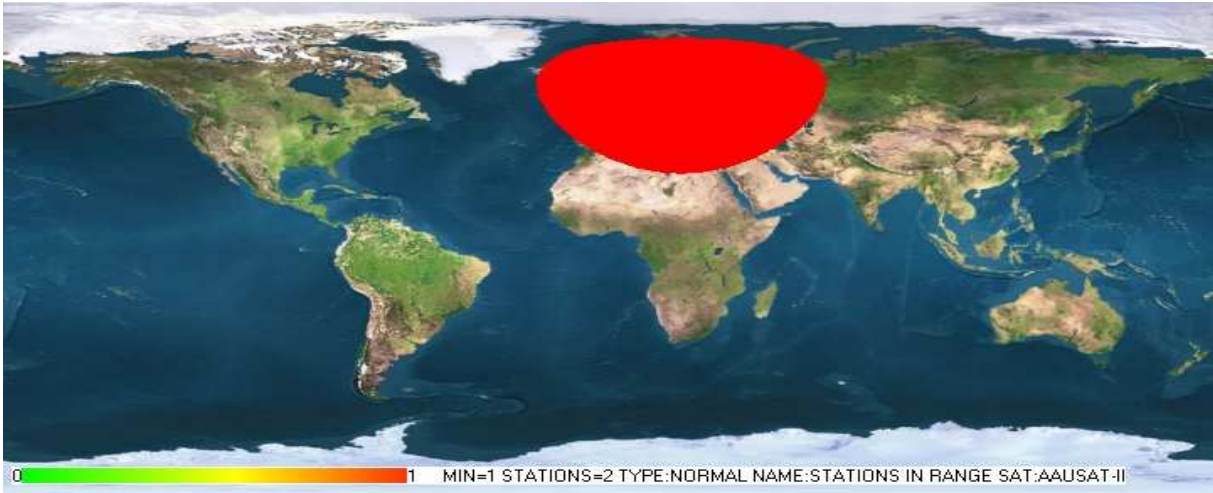 0 1 MIN=1 STATIONS=2 TYPE:NORMAL NAME:STATIONS IN RANGE SAT:AAUSAT-II